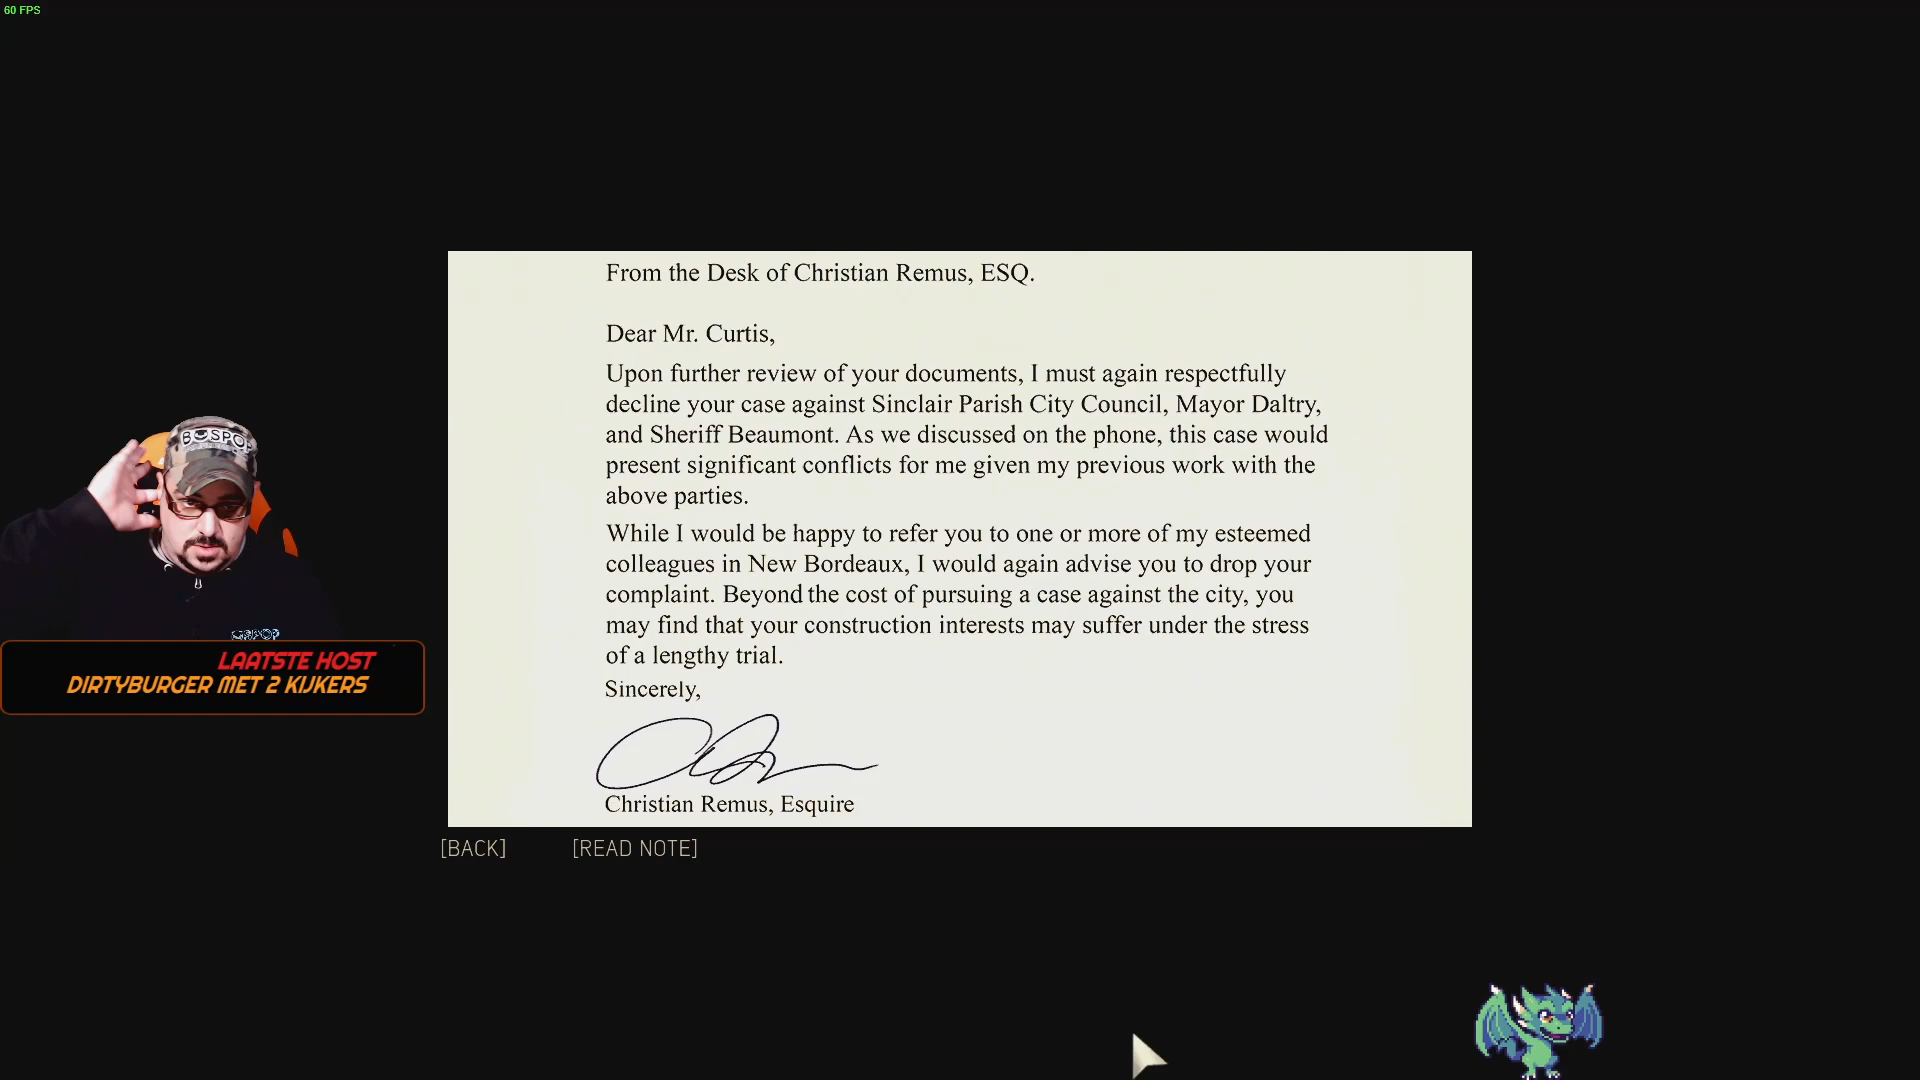 60 FPS
From the Desk of Christian Remus, ESQ.
Dear Mr. Curtis,
Upon further review of your documents, I must again respectfully
decline your case against Sinclair Parish City Council, Mayor Daltry,
and Sheriff Beaumont. As we discussed on the phone, this case would
present significant conflicts for me given my previous work with the
above parties.
While I would be happy to refer you to one or more of my esteemed
colleagues in New Bordeaux, I would again advise you to drop your
complaint. Beyond the cost of pursuing a case against the city, you
may find that your construction interests may suffer under the stress
of a lengthy trial.
Sincerely,
Christian Remus, Esquire
[BACK] [READ NOTE]
BOSPOP
LAATSTE HOST
DIRTYBURGER MET 2 KIJKERS